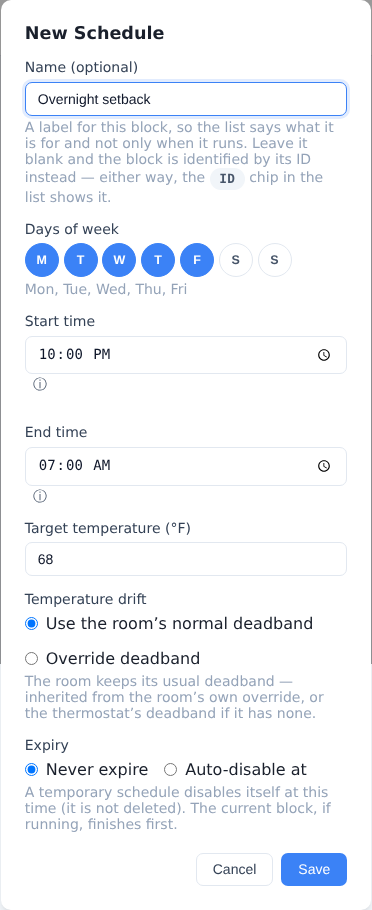 New Schedule
Name (optional)
Overnight setback
A label for this block, so the list says what it
is for and not only when it runs. Leave it
blank and the block is identified by its ID
instead — either way, the ID chip in the
list shows it.
Days of week
M T W T F S S
Mon, Tue, Wed, Thu, Fri
Start time
10:00 PM
ⓘ
End time
07:00 AM
ⓘ
Target temperature (°F)
68
Temperature drift
Use the room’s normal deadband
Override deadband
The room keeps its usual deadband —
inherited from the room’s own override, or
the thermostat’s deadband if it has none.
Expiry
Never expire Auto-disable at
A temporary schedule disables itself at this
time (it is not deleted). The current block, if
running, finishes first.
Cancel Save